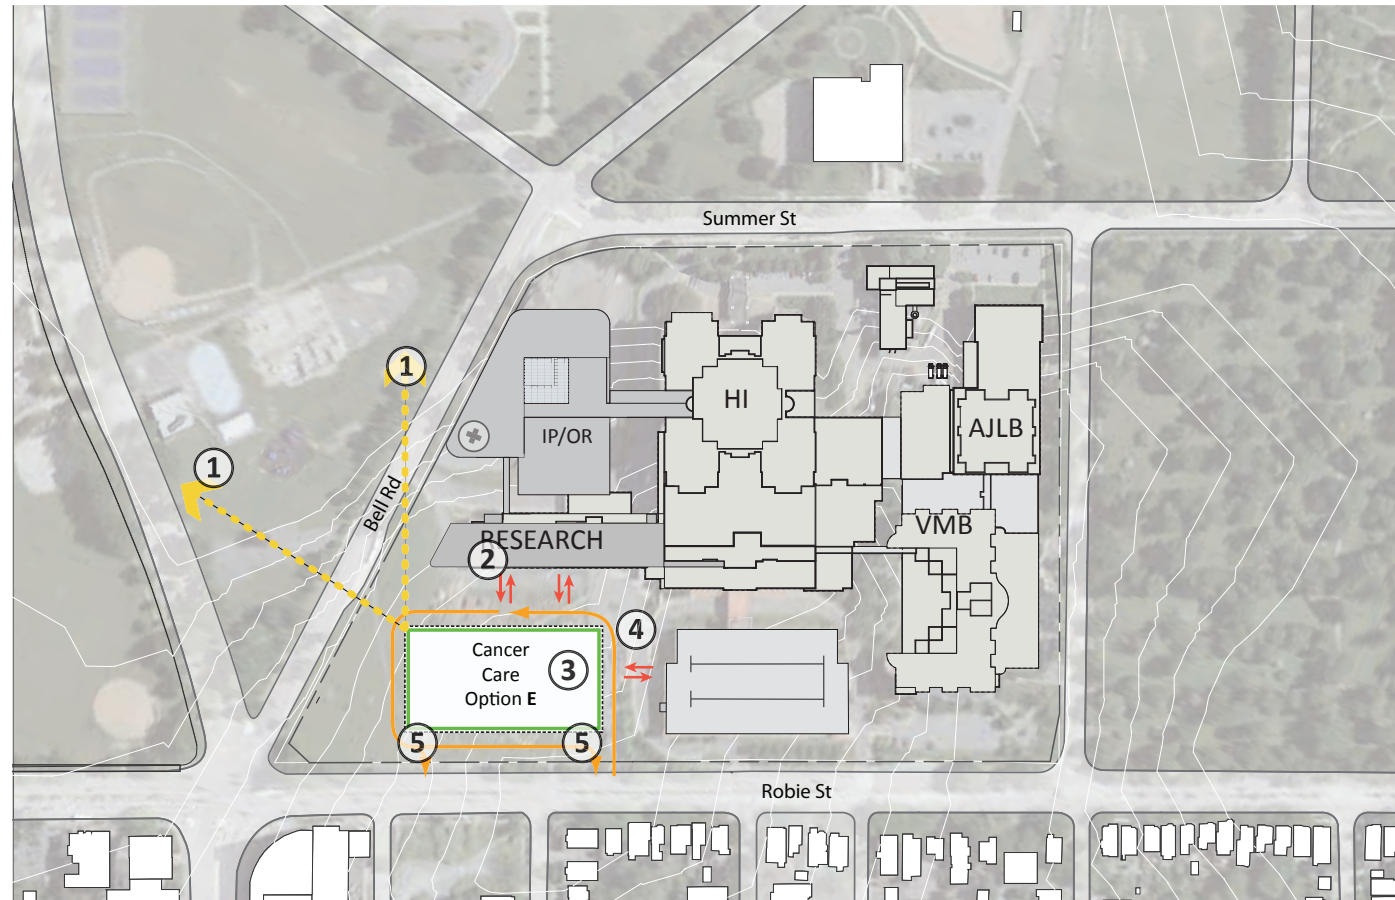 Summer St
HI
AJLB
IP/OR
1
1
Bell Rd
VMB
RESEARCH
2
4
Cancer
Care
Option E
3
5
5
Robie St